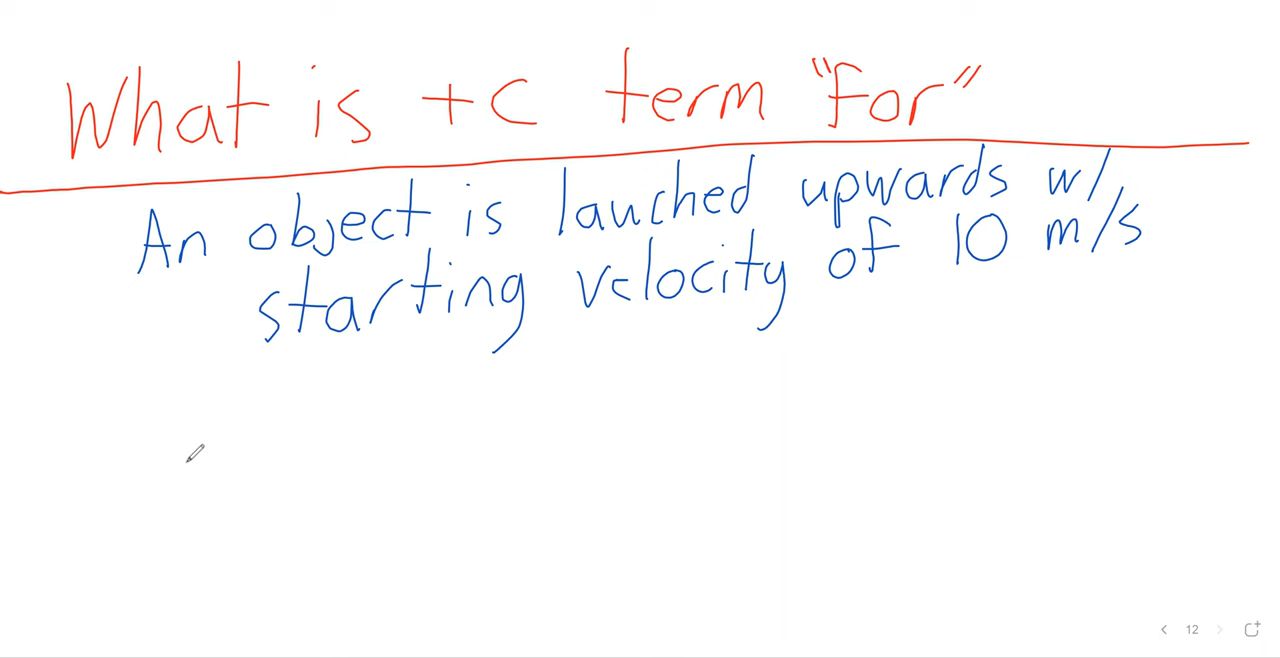 What is +C term "for"
An object is lauched upwards w/
starting velocity of 10 m/s
12